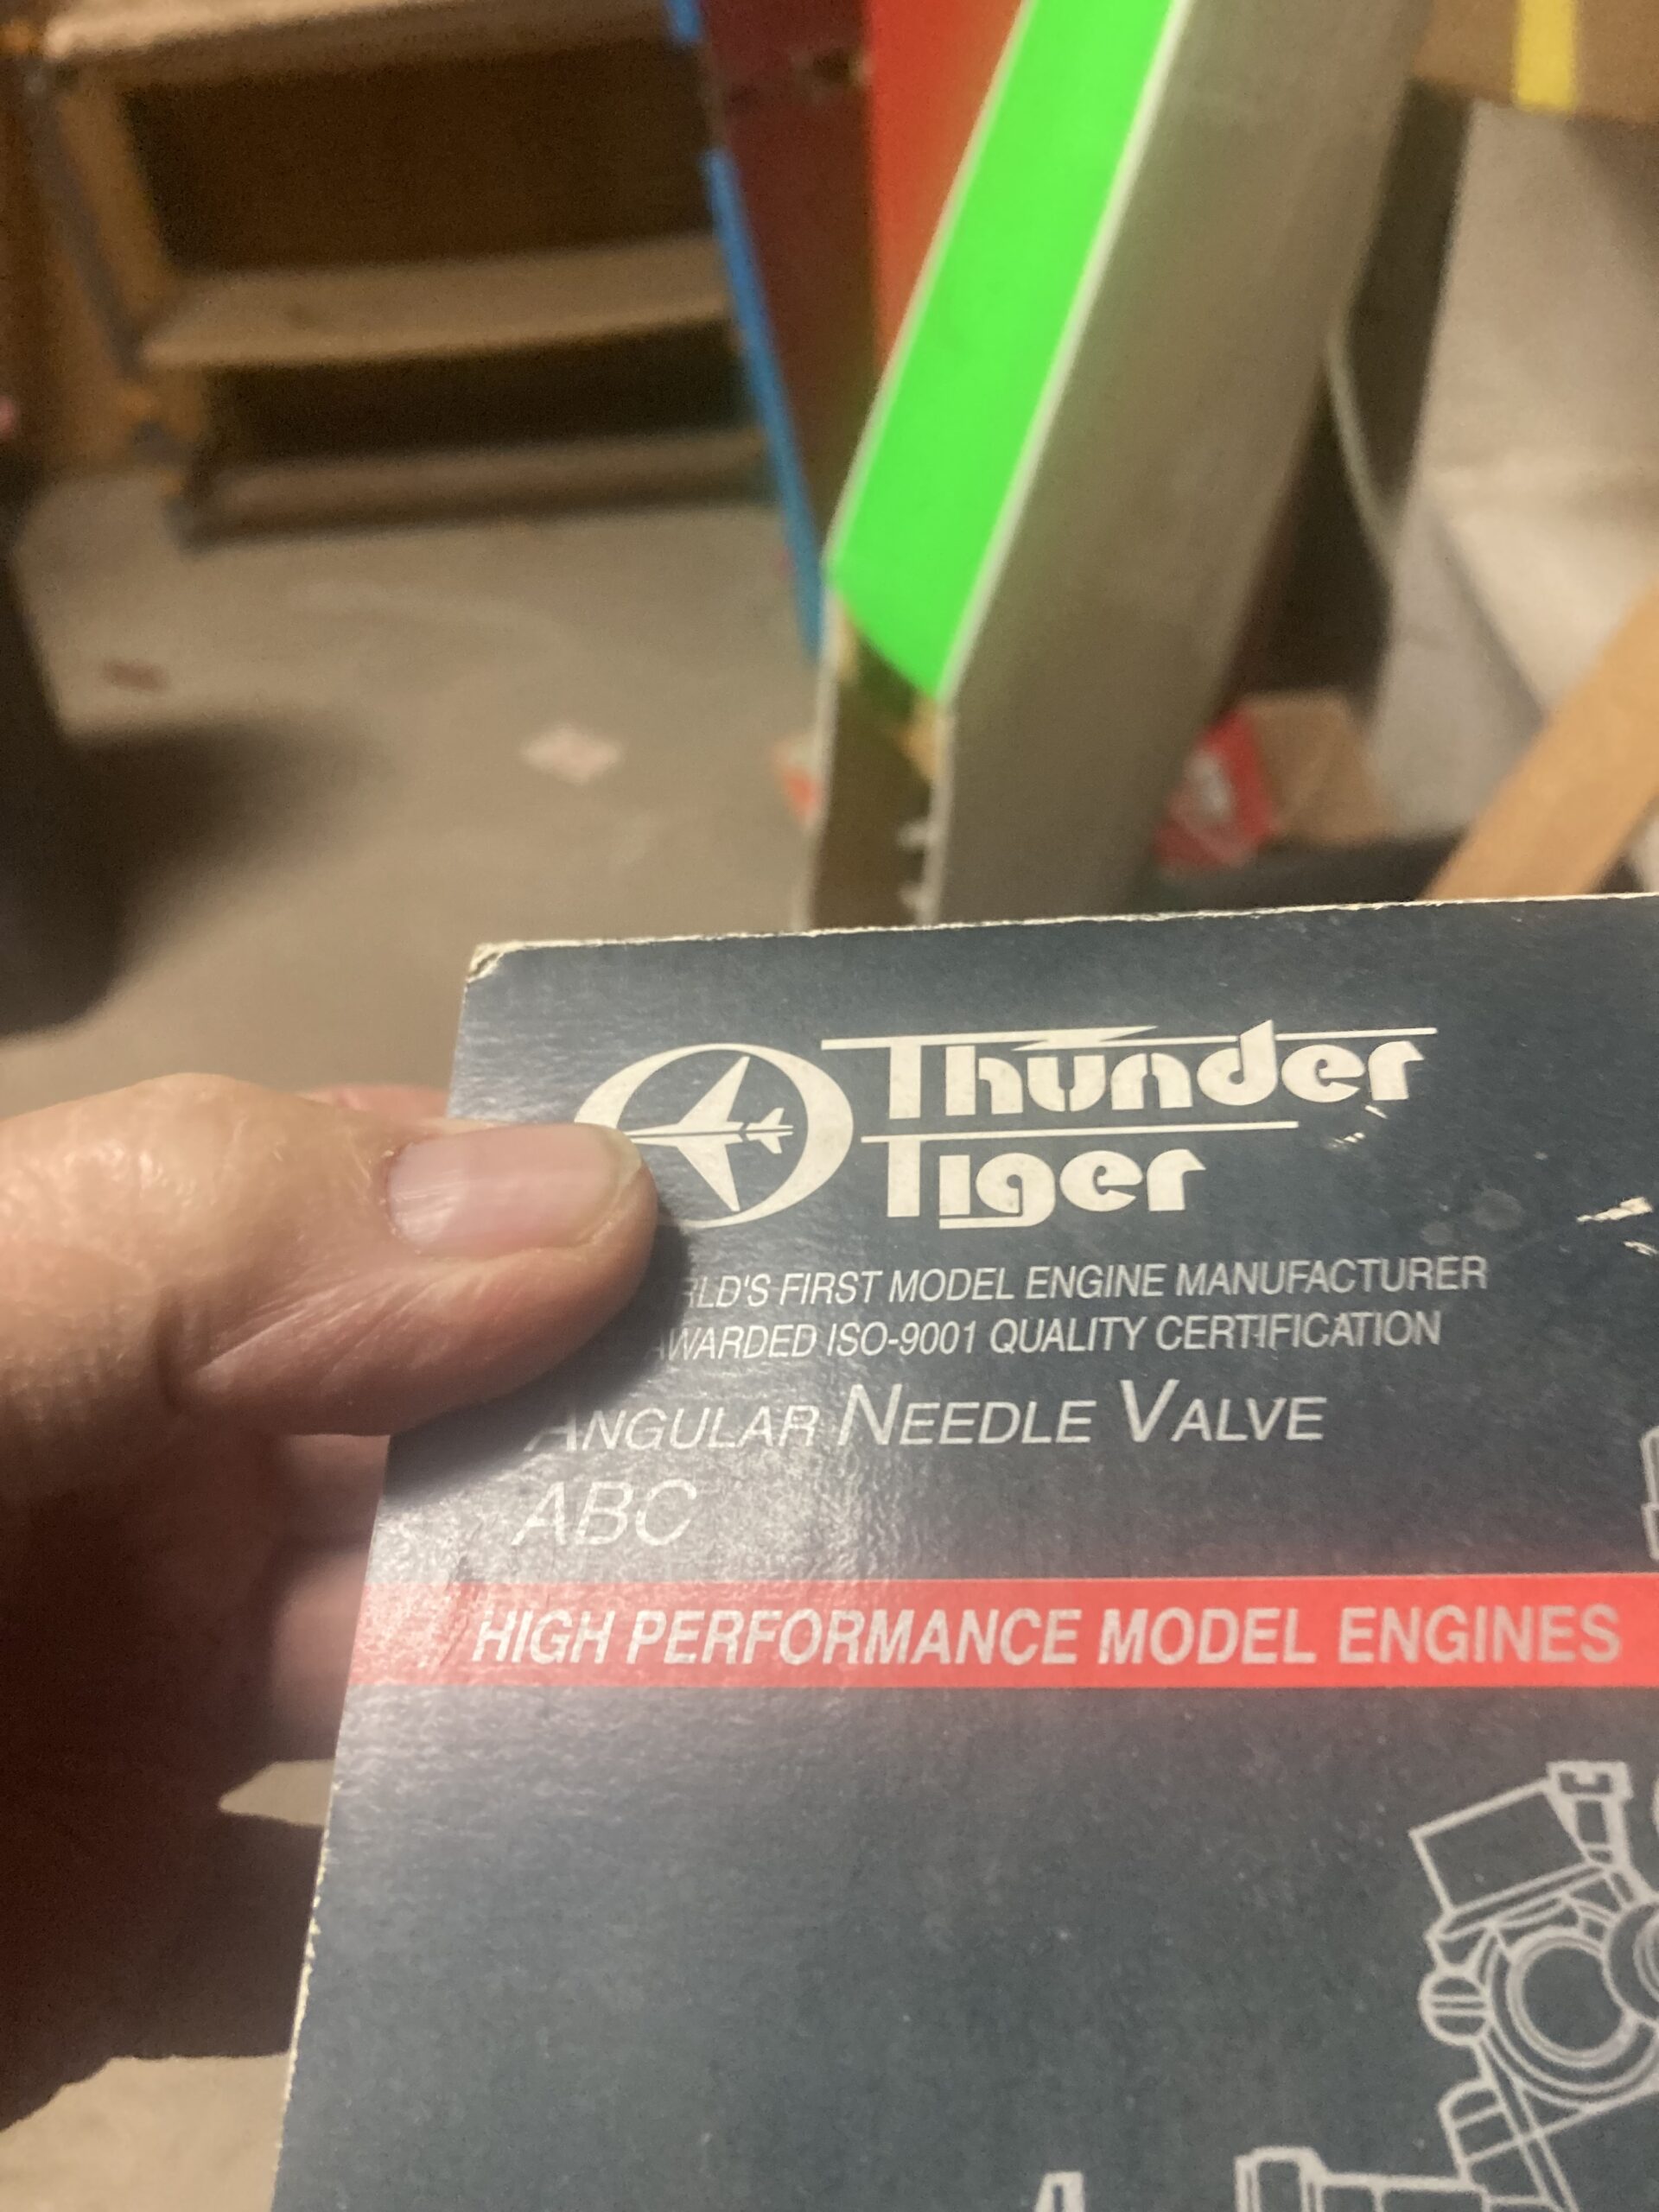 Thunder
Tiger
RLD'S FIRST MODEL ENGINE MANUFACTURER
AWARDED ISO-9001 QUALITY CERTIFICATION
ANGULAR NEEDLE VALVE
ABC
HIGH PERFORMANCE MODEL ENGINES